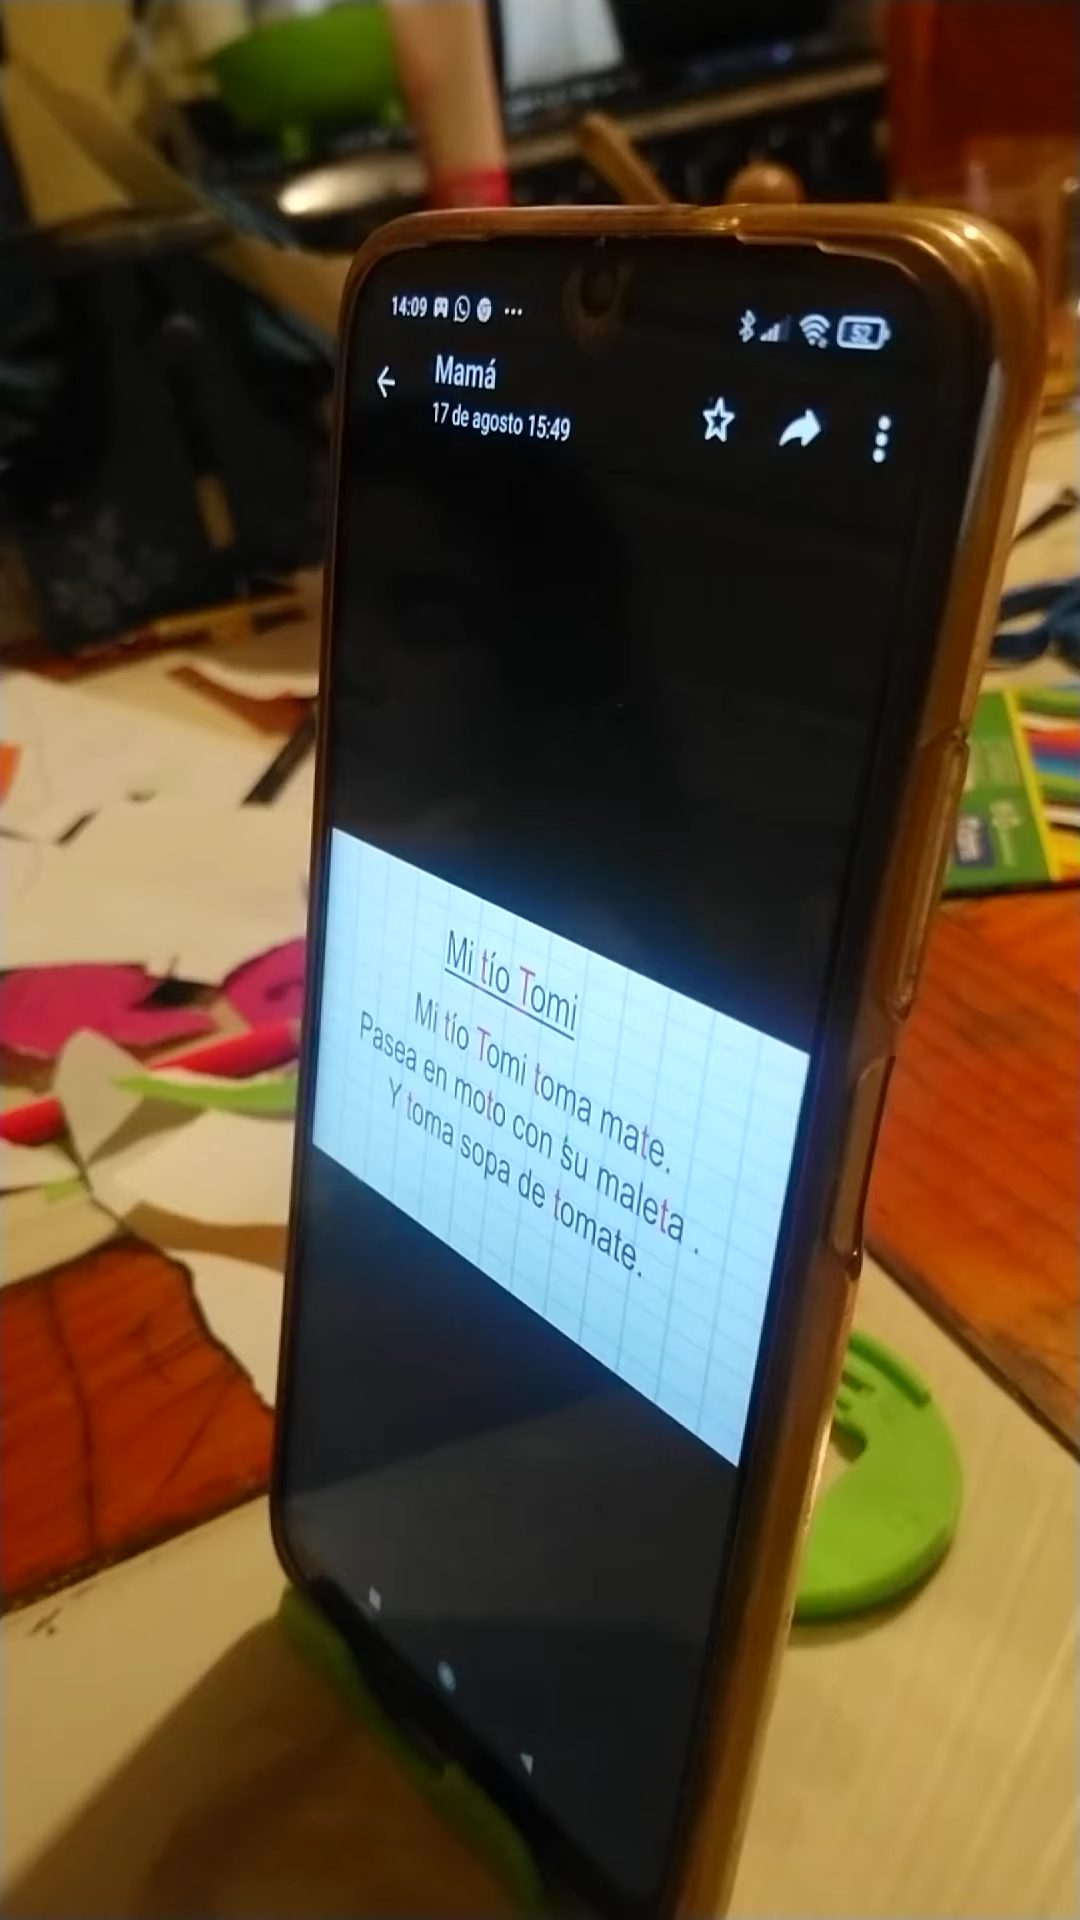 14:09
52
Mamá
17 de agosto 15:49
Mi tío Tomi
Mi tío Tomi toma mate.
Pasea en moto con su maleta .
Y toma sopa de tomate.